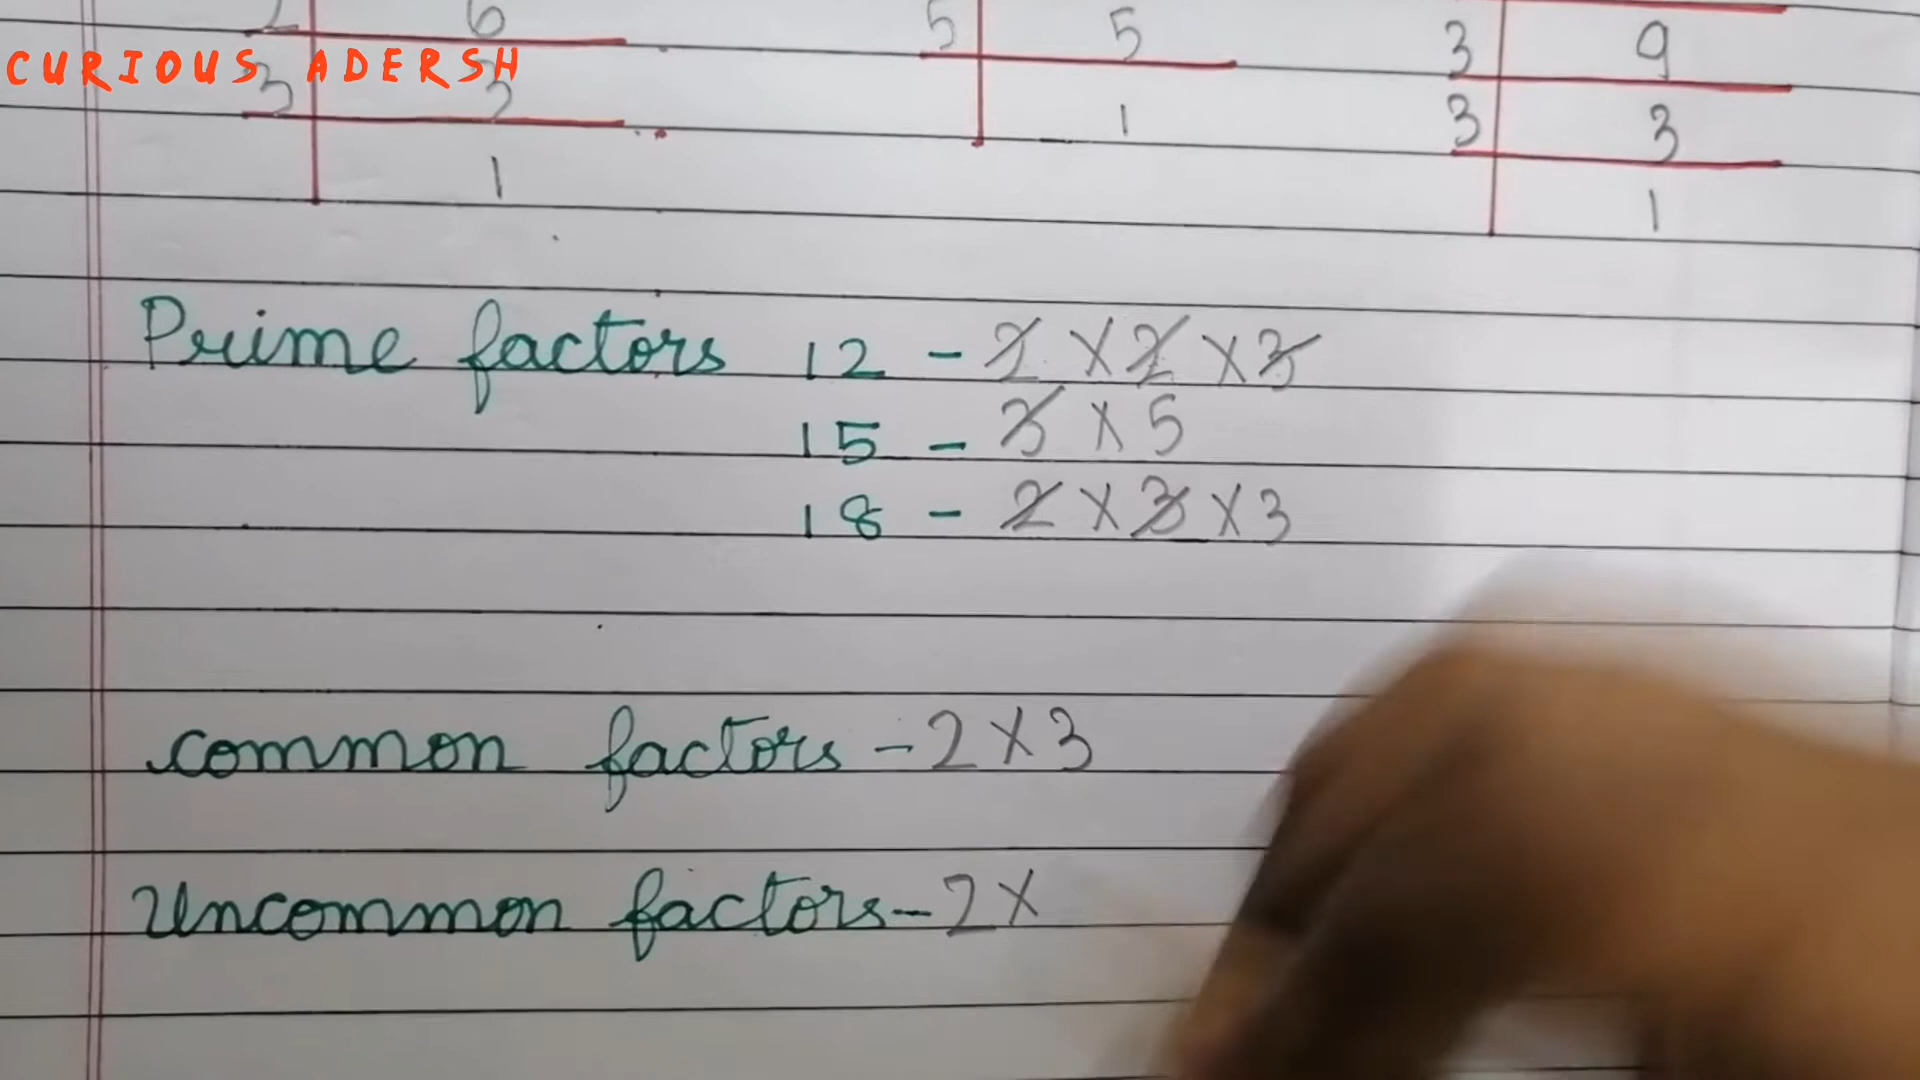 2 6 5 5 3 9
CURIOUS ADERSH
3 3 1 3 3
1 1
Prime factors 12 - 2 × 2 × 3
15 - 3 × 5
18 - 2 × 3 × 3
common factors - 2 × 3
Uncommon factors - 2 ×